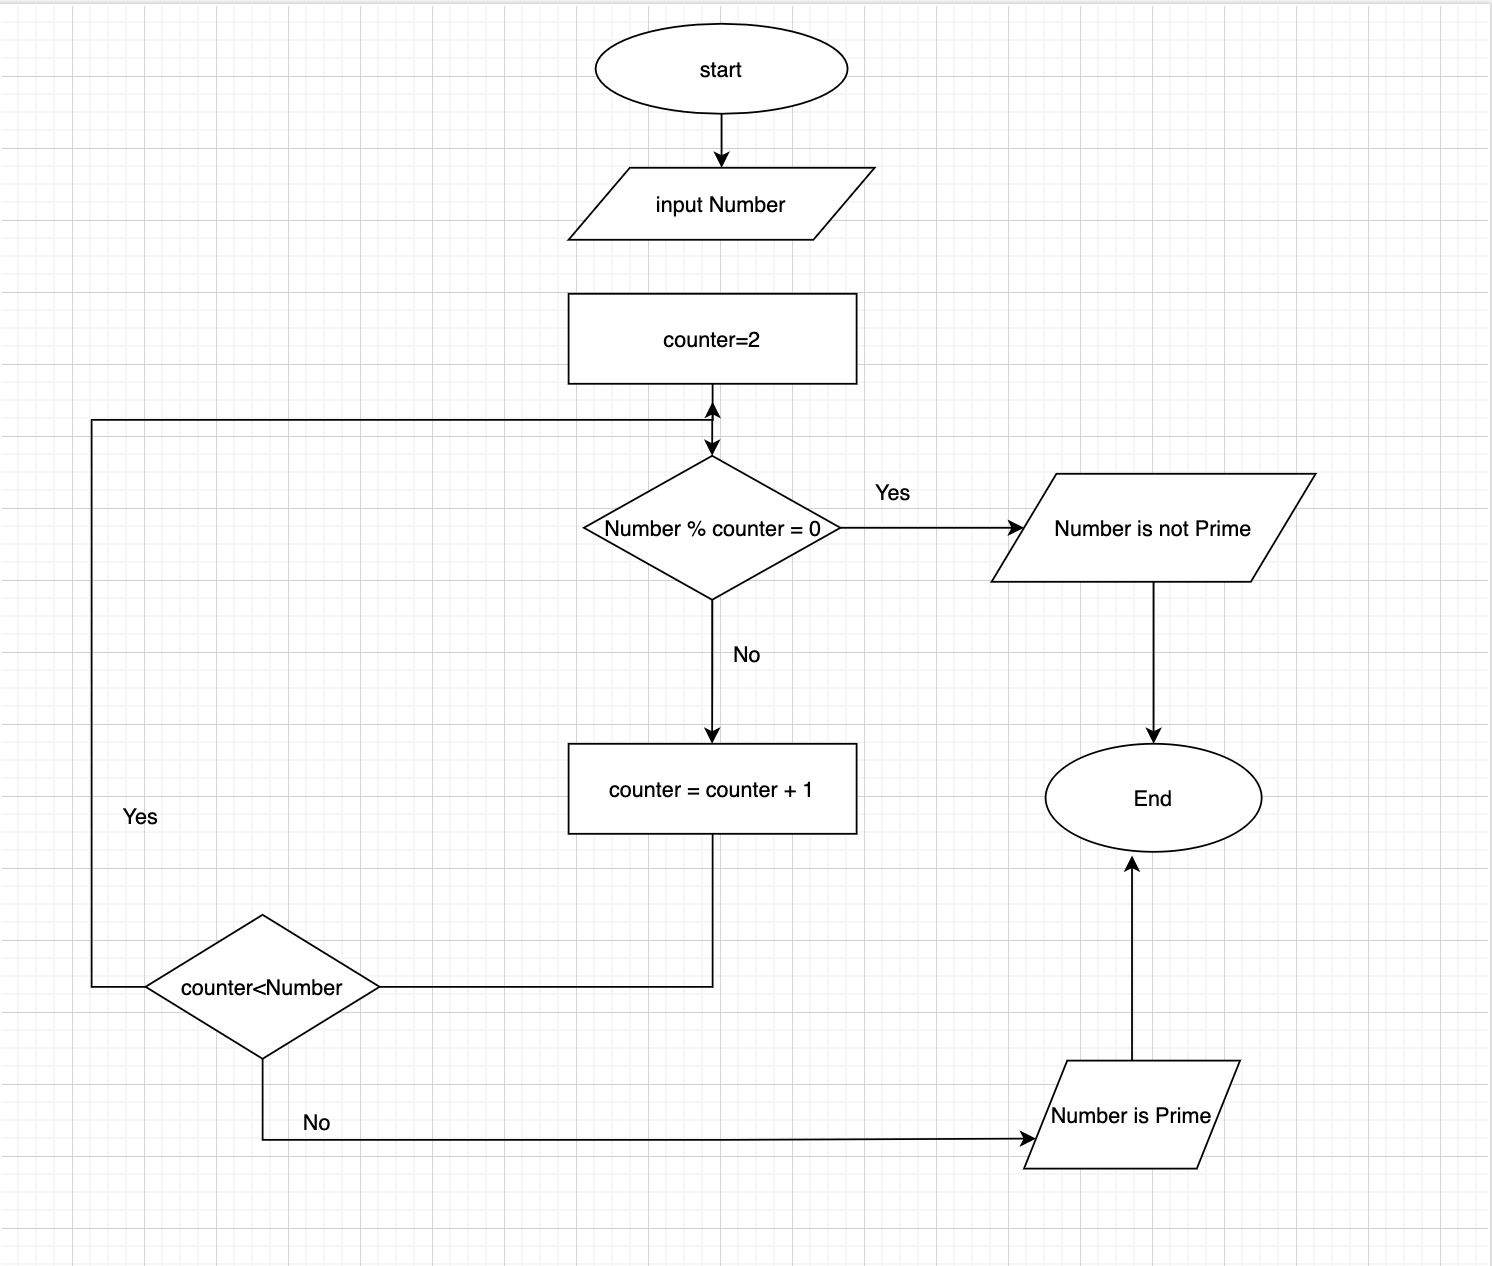 start
input Number
counter=2
Number % counter = 0
Yes
Number is not Prime
No
counter = counter + 1
End
Yes
counter<Number
No
Number is Prime